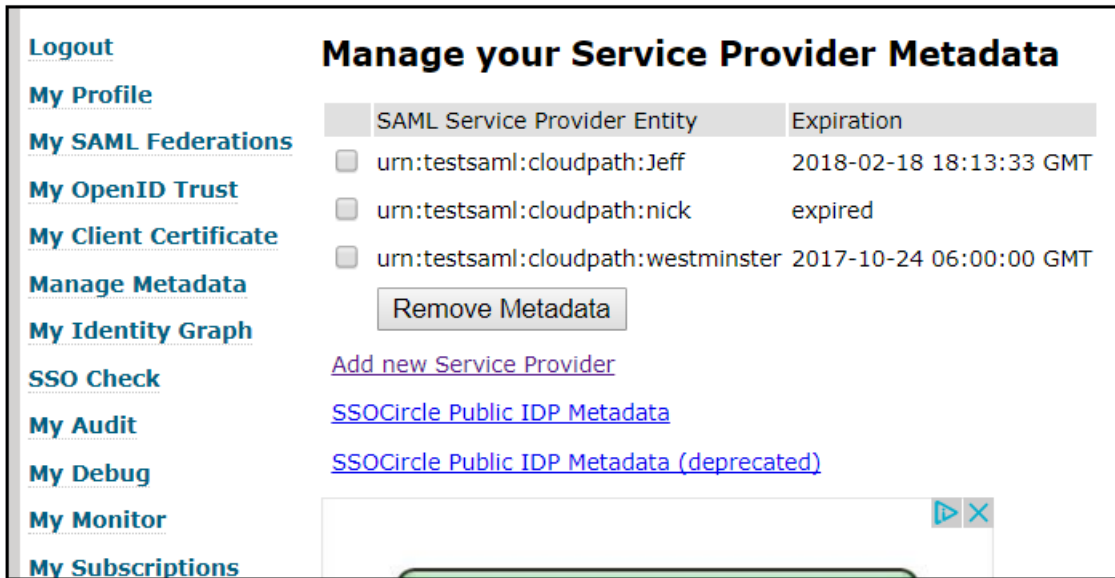 Logout
My Profile
My SAML Federations
My OpenID Trust
My Client Certificate
Manage Metadata
My Identity Graph
SSO Check
My Audit
My Debug
My Monitor
My Subscriptions
Manage your Service Provider Metadata
SAML Service Provider Entity Expiration
urn:testsaml:cloudpath:Jeff 2018-02-18 18:13:33 GMT
urn:testsaml:cloudpath:nick expired
urn:testsaml:cloudpath:westminster 2017-10-24 06:00:00 GMT
Remove Metadata
Add new Service Provider
SSOCircle Public IDP Metadata
SSOCircle Public IDP Metadata (deprecated)